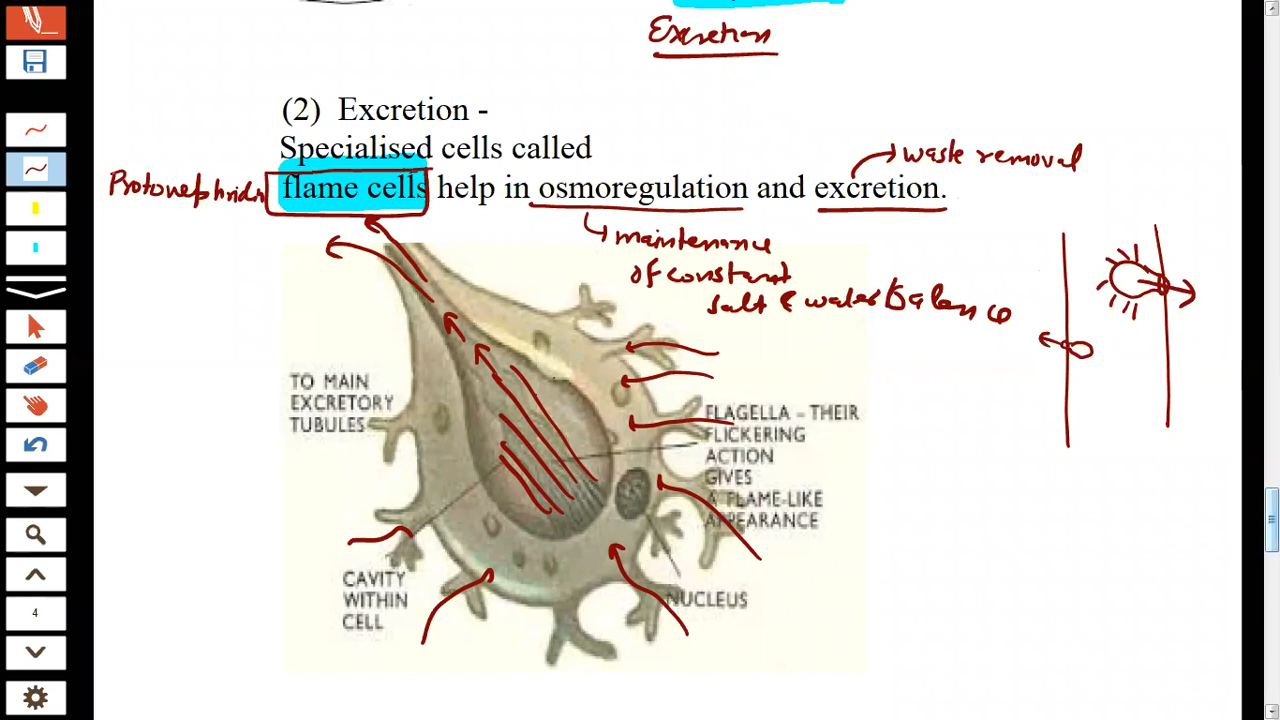 Excretion
(2) Excretion -
Specialised cells called
flame cells help in osmoregulation and excretion.
Protonephridia
waste removal
maintenance
of constant
salt & water balance
TO MAIN
EXCRETORY
TUBULES
FLAGELLA – THEIR
FLICKERING
ACTION
GIVES
A FLAME-LIKE
APPEARANCE
CAVITY
WITHIN
CELL
NUCLEUS
4